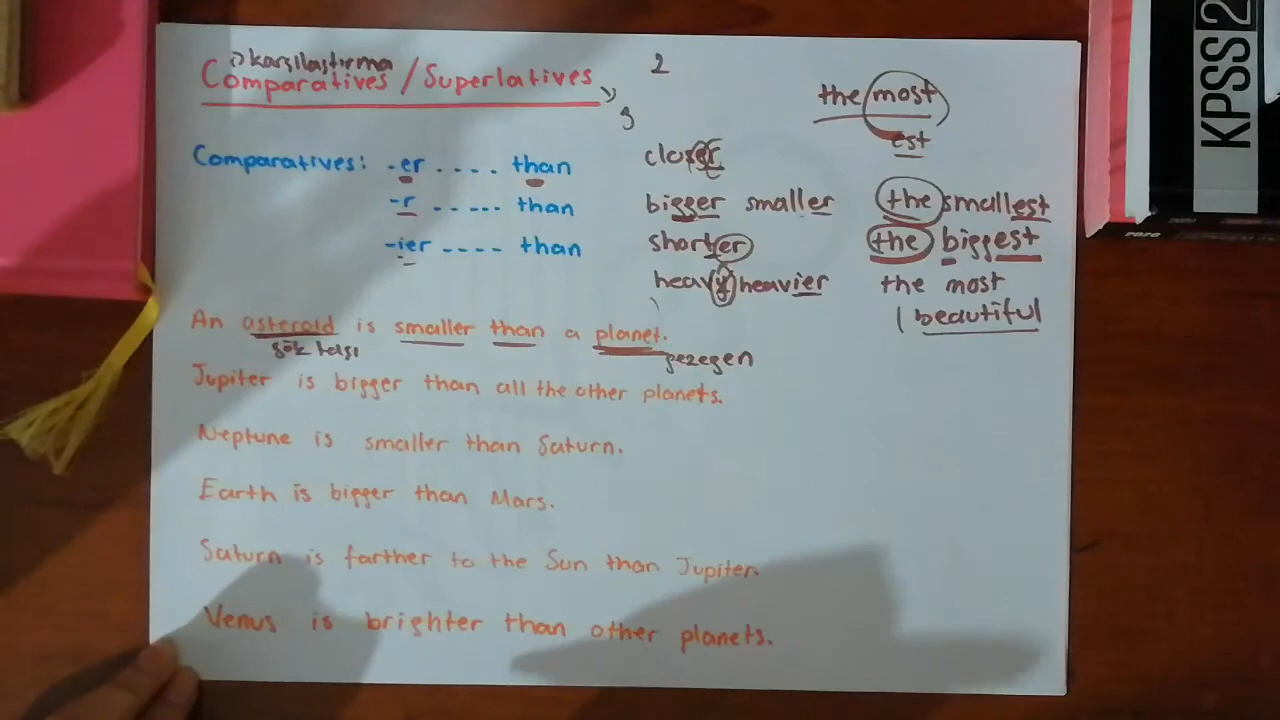 karşılaştırma
Comparatives / Superlatives
2
3
the most
est
Comparatives: -er .... than
-r ..... than
-ier .... than
closer
bigger smaller
shorter
heavy heavier
the smallest
the biggest
the most
beautiful
An asteroid is smaller than a planet.
gök taşı
gezegen
Jupiter is bigger than all the other planets.
Neptune is smaller than Saturn.
Earth is bigger than Mars.
Saturn is farther to the Sun than Jupiter.
Venus is brighter than other planets.
KPSS 2